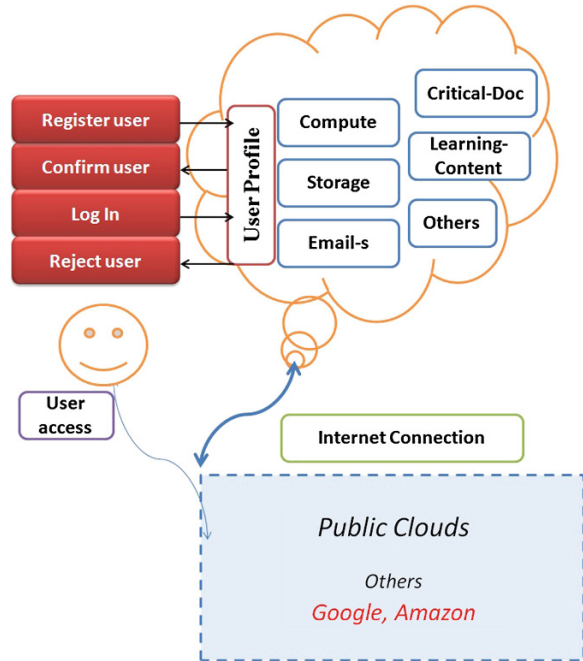 Register user
Confirm user
Log In
Reject user
User Profile
Compute
Storage
Email-s
Critical-Doc
Learning-
Content
Others
User
access
Internet Connection
Public Clouds
Others
Google, Amazon